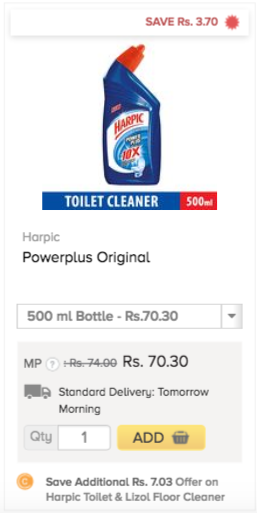 SAVE Rs. 3.70
HARPIC
POWER
PLUS
10X
TOILET CLEANER 500ml
Harpic
Powerplus Original
500 ml Bottle - Rs.70.30
MP ? Rs. 74.00 Rs. 70.30
Standard Delivery: Tomorrow
Morning
Qty 1 ADD
C Save Additional Rs. 7.03 Offer on
Harpic Toilet & Lizol Floor Cleaner